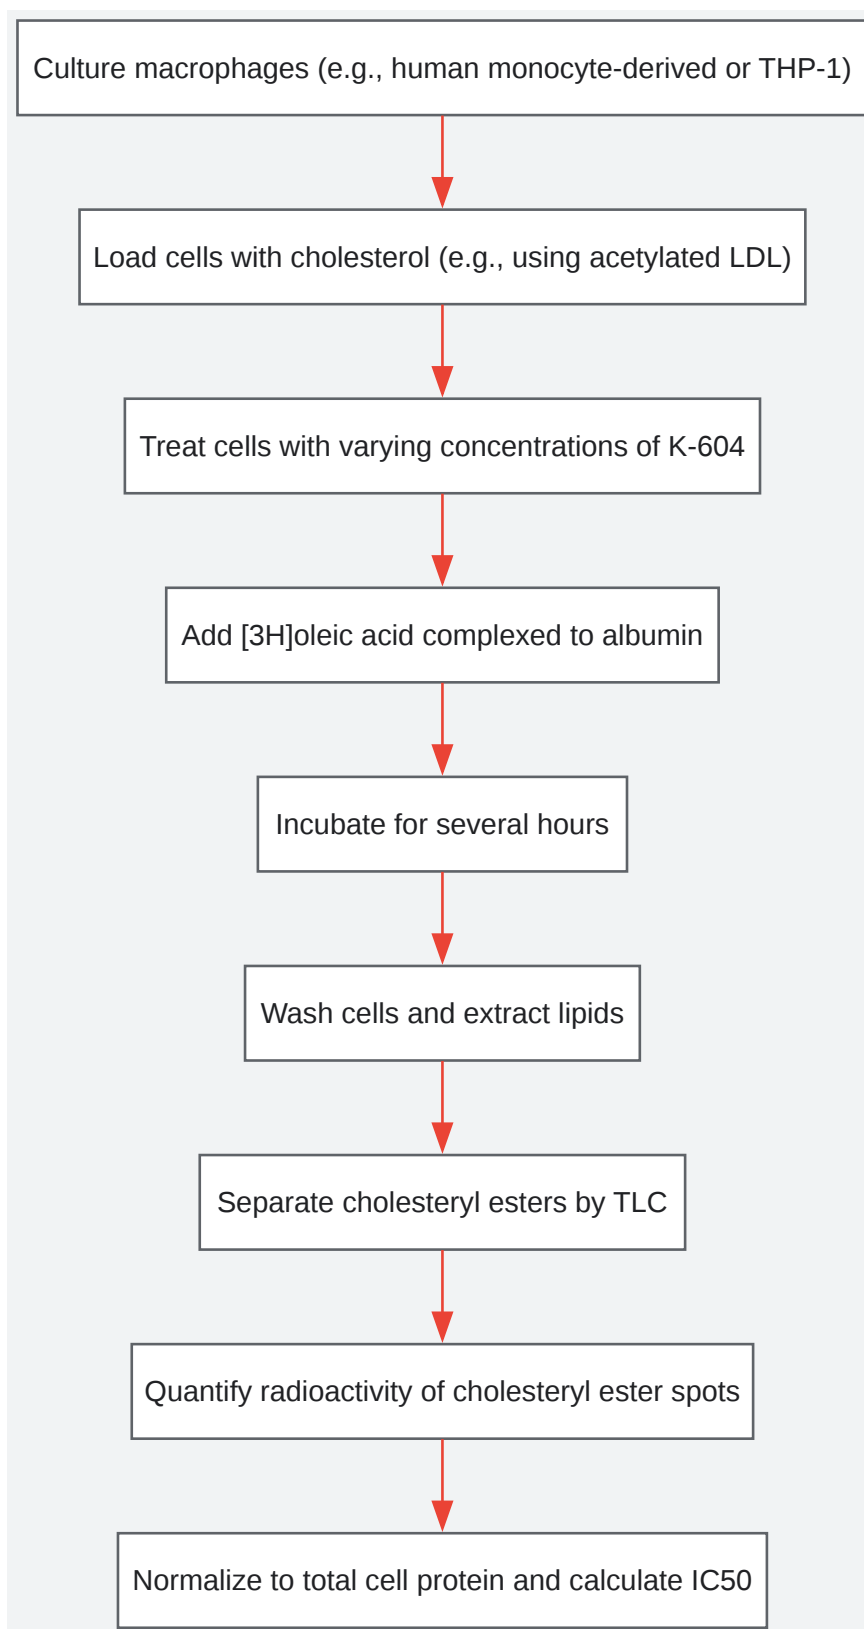 Culture macrophages (e.g., human monocyte-derived or THP-1)
Load cells with cholesterol (e.g., using acetylated LDL)
Treat cells with varying concentrations of K-604
Add [3H]oleic acid complexed to albumin
Incubate for several hours
Wash cells and extract lipids
Separate cholesteryl esters by TLC
Quantify radioactivity of cholesteryl ester spots
Normalize to total cell protein and calculate IC50